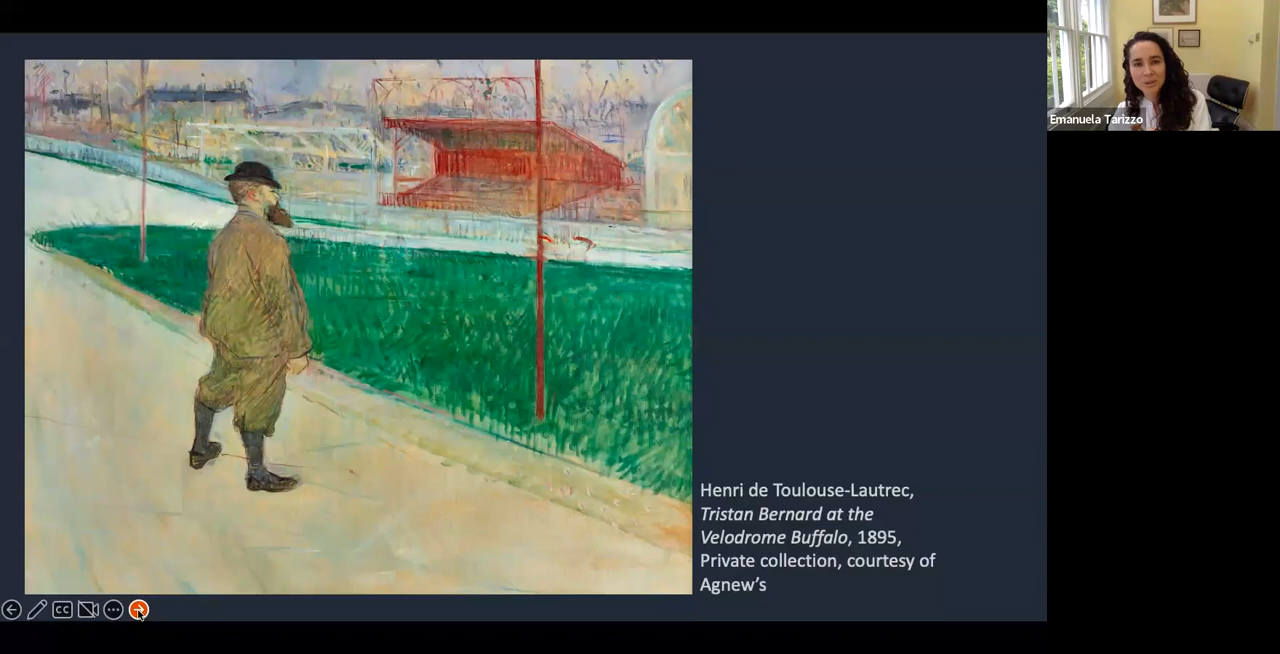 Emanuela Tarizzo
Henri de Toulouse-Lautrec,
Tristan Bernard at the
Velodrome Buffalo, 1895,
Private collection, courtesy of
Agnew’s
CC